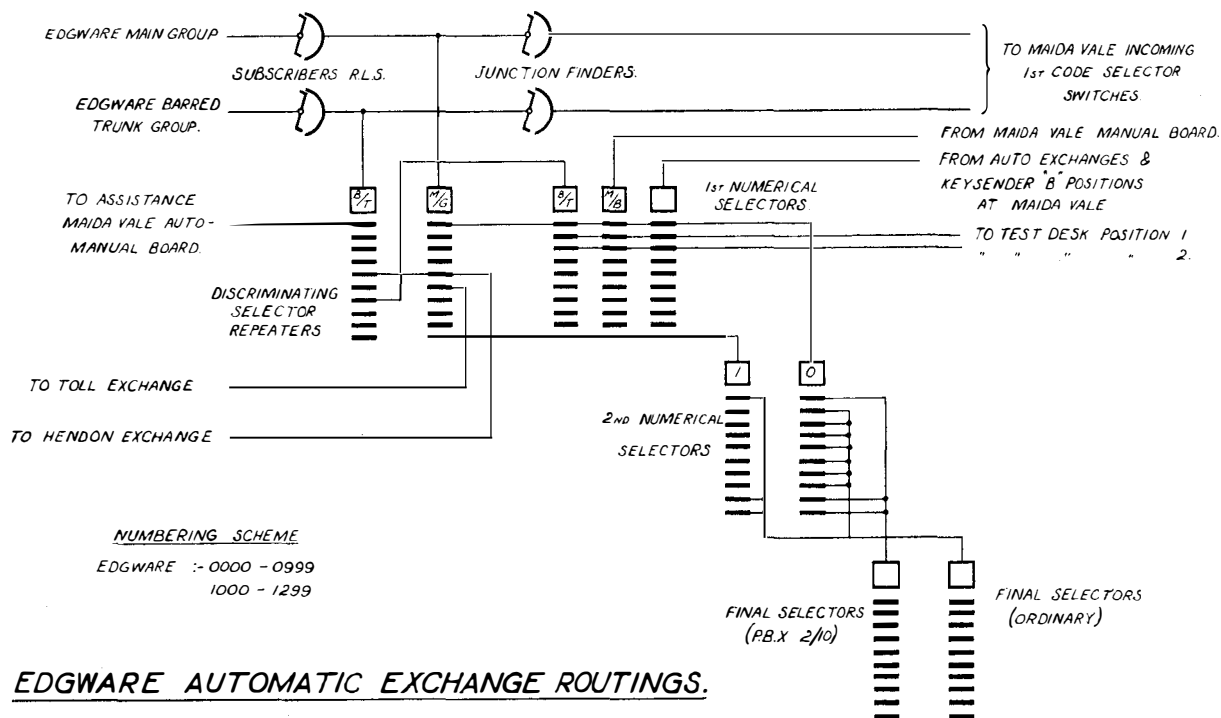 EDGWARE MAIN GROUP
SUBSCRIBERS R.L.S.
JUNCTION FINDERS.
TO MAIDA VALE INCOMING
1ST CODE SELECTOR
SWITCHES.
EDGWARE BARRED
TRUNK GROUP.
FROM MAIDA VALE MANUAL BOARD.
FROM AUTO EXCHANGES &
KEYSENDER "B" POSITIONS
AT MAIDA VALE
TO ASSISTANCE
MAIDA VALE AUTO-
MANUAL BOARD.
B/T
M/G
B/T
M/B
1ST NUMERICAL
SELECTORS.
TO TEST DESK POSITION 1
" " " " 2.
DISCRIMINATING
SELECTOR
REPEATERS
TO TOLL EXCHANGE
TO HENDON EXCHANGE
1
0
2ND NUMERICAL
SELECTORS
NUMBERING SCHEME
EDGWARE :- 0000 - 0999
1000 - 1299
FINAL SELECTORS
(P.B.X 2/10)
FINAL SELECTORS
(ORDINARY)
EDGWARE AUTOMATIC EXCHANGE ROUTINGS.